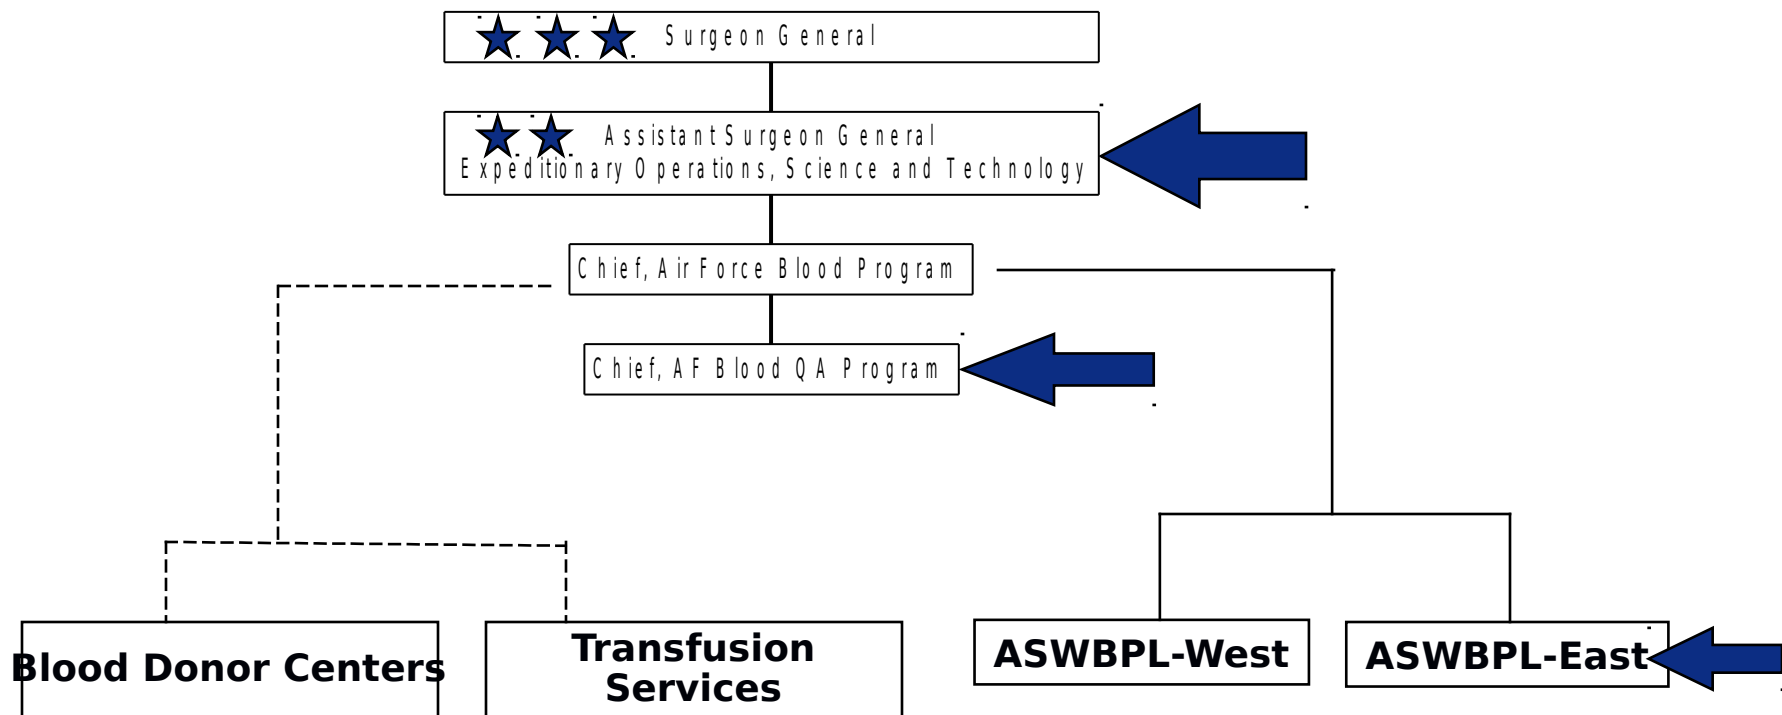 Surgeon General
Assistant Surgeon General
Expeditionary Operations, Science and Technology
Chief, Air Force Blood Program
Chief, AF Blood QA Program
Blood Donor Centers
Transfusion
Services
ASWBPL-West
ASWBPL-East